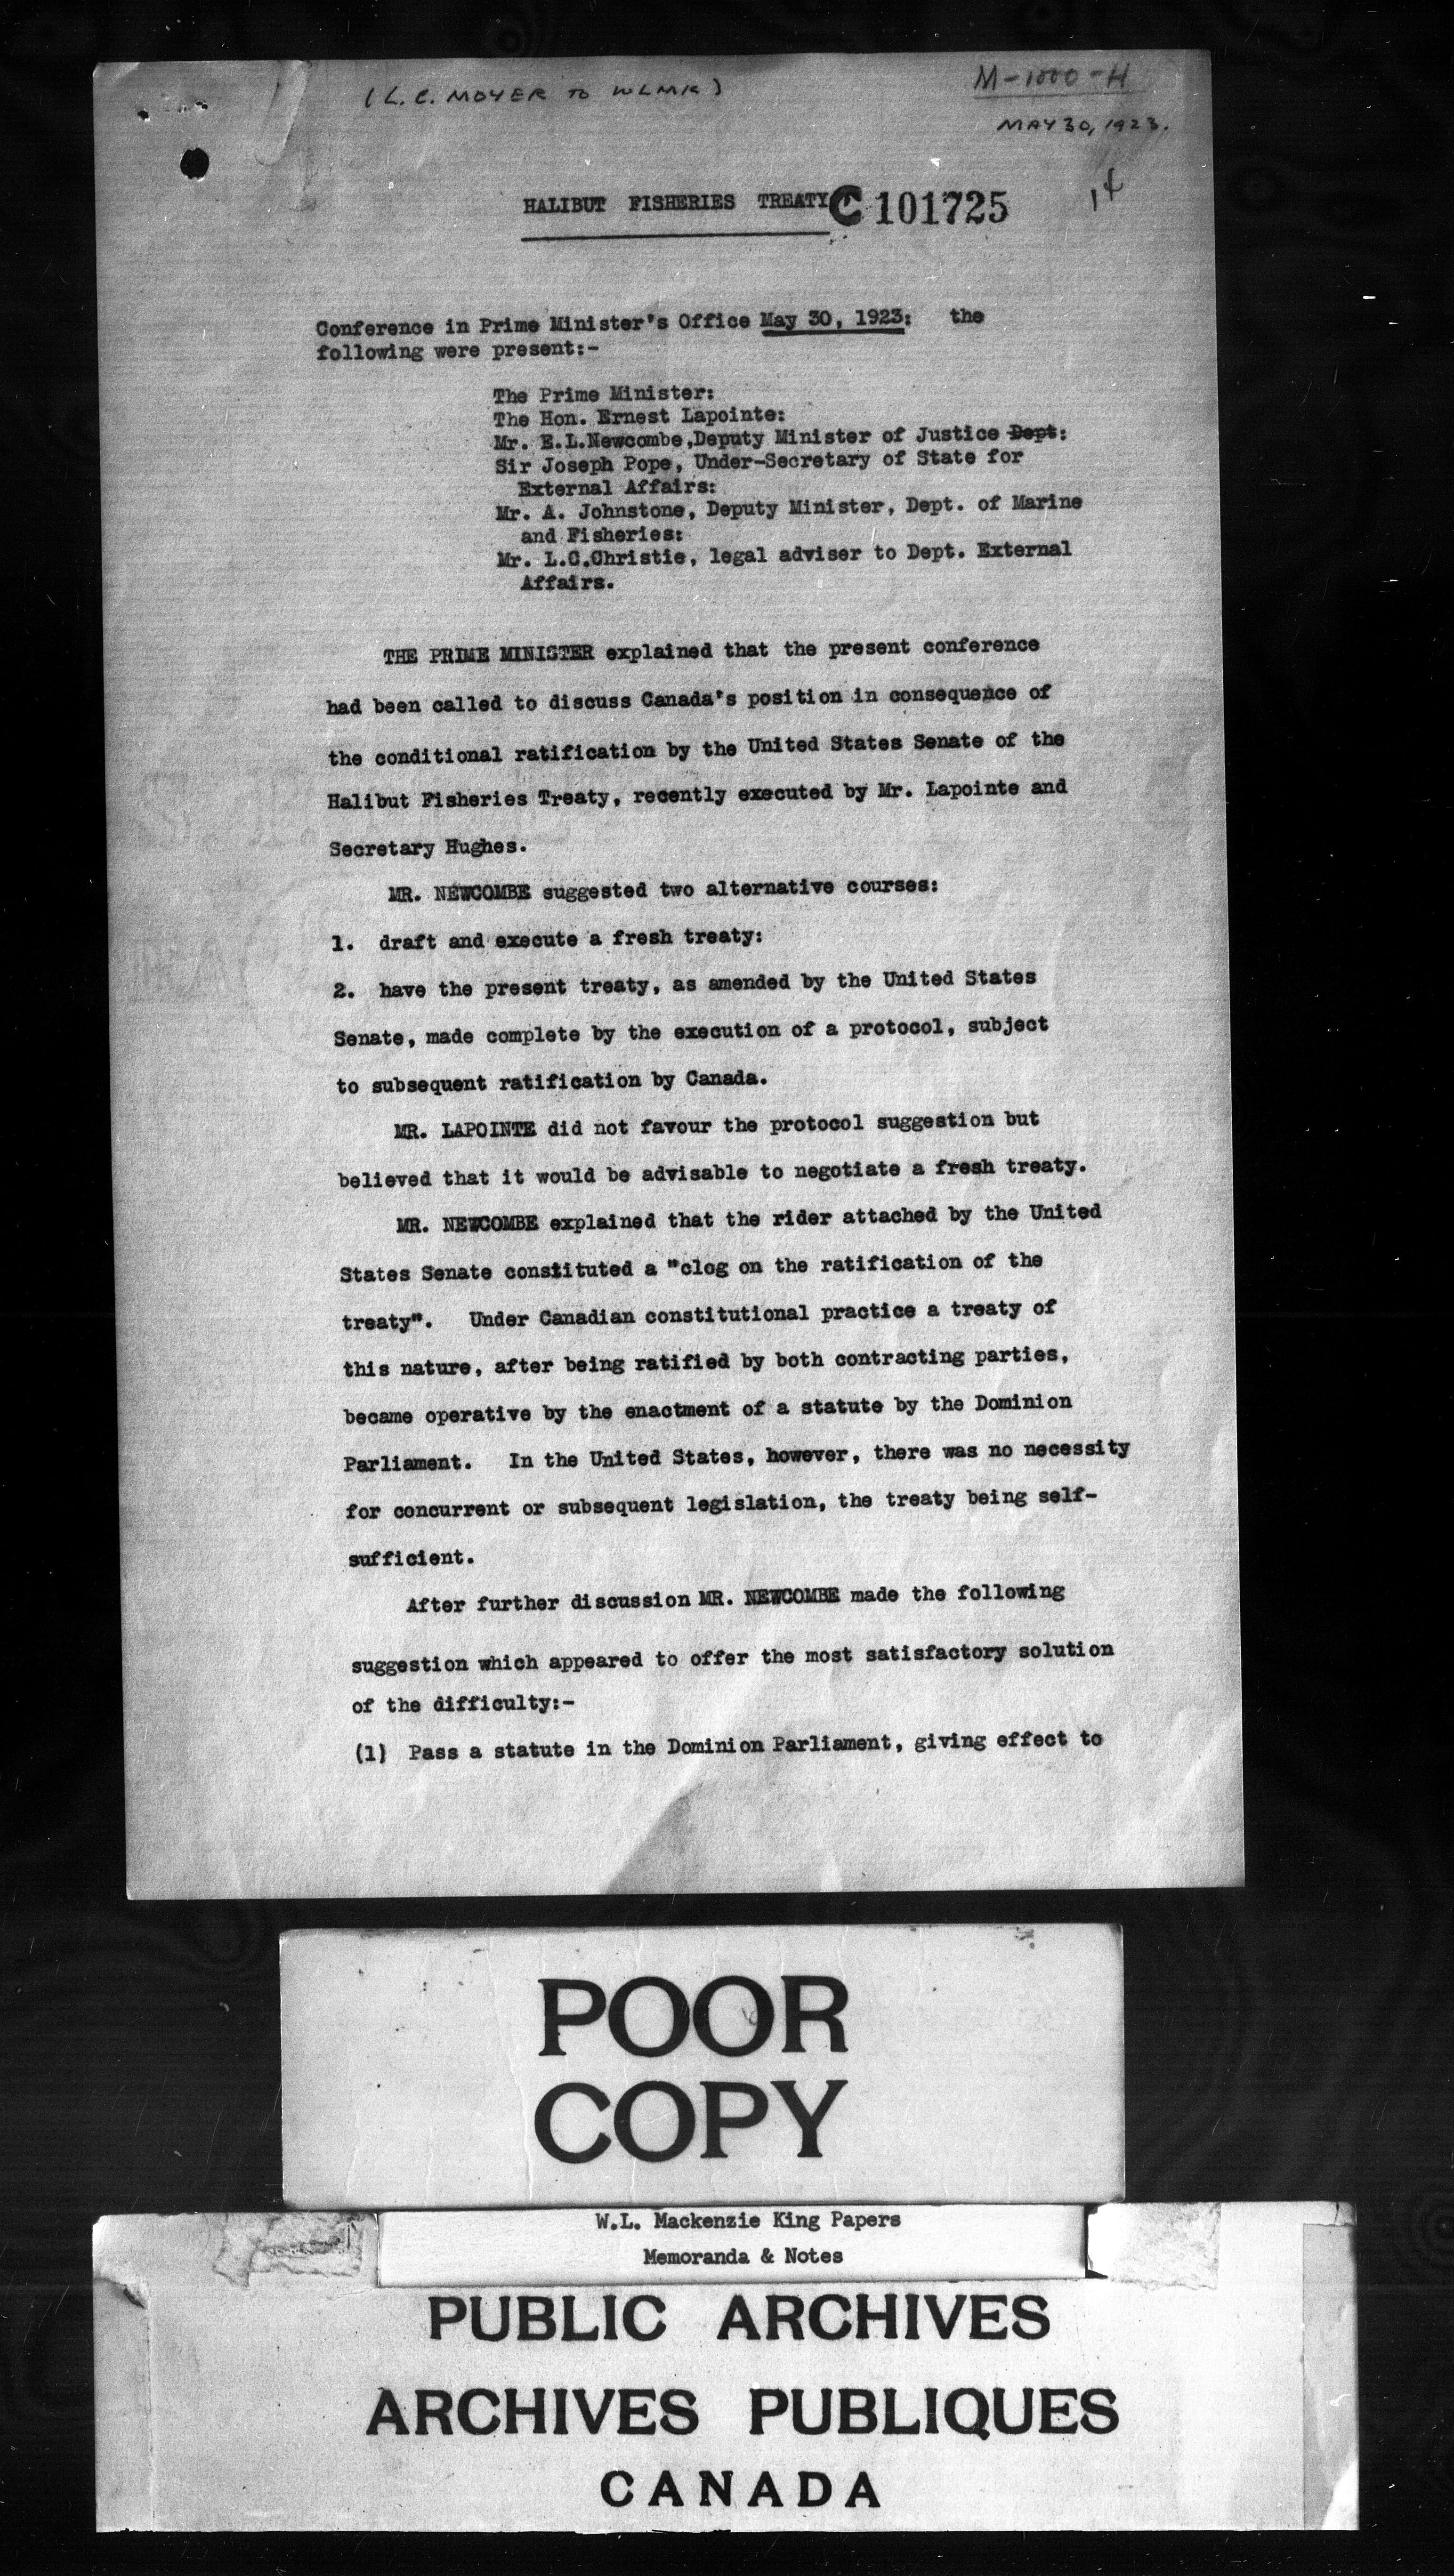 (L. C. MOYER TO WLMK)
M-1000-H
MAY 30, 1923.
HALIBUT FISHERIES TREATY
C 101725
Conference in Prime Minister's Office May 30, 1923: the
following were present:-
The Prime Minister:
The Hon. Ernest Lapointe:
Mr. E.L.Newcombe,Deputy Minister of Justice Dept:
Sir Joseph Pope, Under-Secretary of State for
External Affairs:
Mr. A. Johnstone, Deputy Minister, Dept. of Marine
and Fisheries:
Mr. L.C.Christie, legal adviser to Dept. External
Affairs.
THE PRIME MINISTER explained that the present conference
had been called to discuss Canada's position in consequence of
the conditional ratification by the United States Senate of the
Halibut Fisheries Treaty, recently executed by Mr. Lapointe and
Secretary Hughes.
MR. NEWCOMBE suggested two alternative courses:
1. draft and execute a fresh treaty:
2. have the present treaty, as amended by the United States
Senate, made complete by the execution of a protocol, subject
to subsequent ratification by Canada.
MR. LAPOINTE did not favour the protocol suggestion but
believed that it would be advisable to negotiate a fresh treaty.
MR. NEWCOMBE explained that the rider attached by the United
States Senate constituted a "clog on the ratification of the
treaty". Under Canadian constitutional practice a treaty of
this nature, after being ratified by both contracting parties,
became operative by the enactment of a statute by the Dominion
Parliament. In the United States, however, there was no necessity
for concurrent or subsequent legislation, the treaty being self-
sufficient.
After further discussion MR. NEWCOMBE made the following
suggestion which appeared to offer the most satisfactory solution
of the difficulty:-
(1) Pass a statute in the Dominion Parliament, giving effect to
POOR
COPY
W.L. Mackenzie King Papers
Memoranda & Notes
PUBLIC ARCHIVES
ARCHIVES PUBLIQUES
CANADA